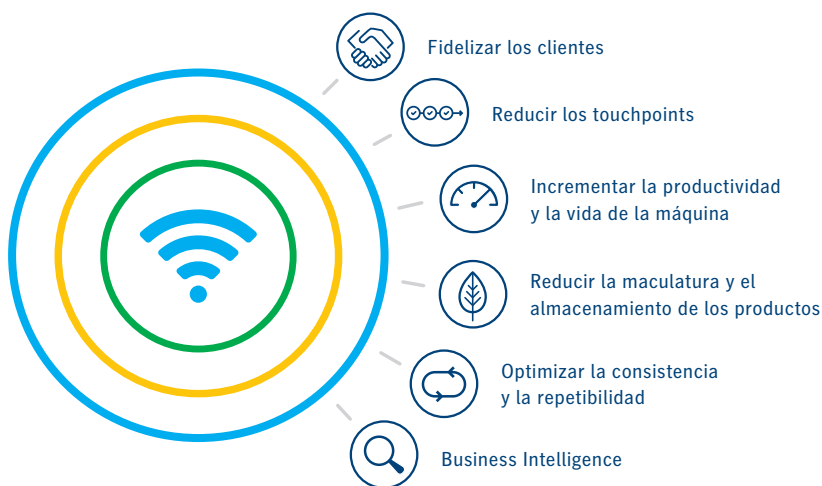 Fidelizar los clientes
Reducir los touchpoints
Incrementar la productividad
y la vida de la máquina
Reducir la maculatura y el
almacenamiento de los productos
Optimizar la consistencia
y la repetibilidad
Business Intelligence